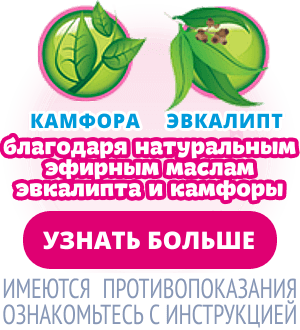 КАМФОРА ЭВКАЛИПТ
благодаря натуральным
эфирным маслам
эвкалипта и камфоры
УЗНАТЬ БОЛЬШЕ
ИМЕЮТСЯ ПРОТИВОПОКАЗАНИЯ
ОЗНАКОМЬТЕСЬ С ИНСТРУКЦИЕЙ